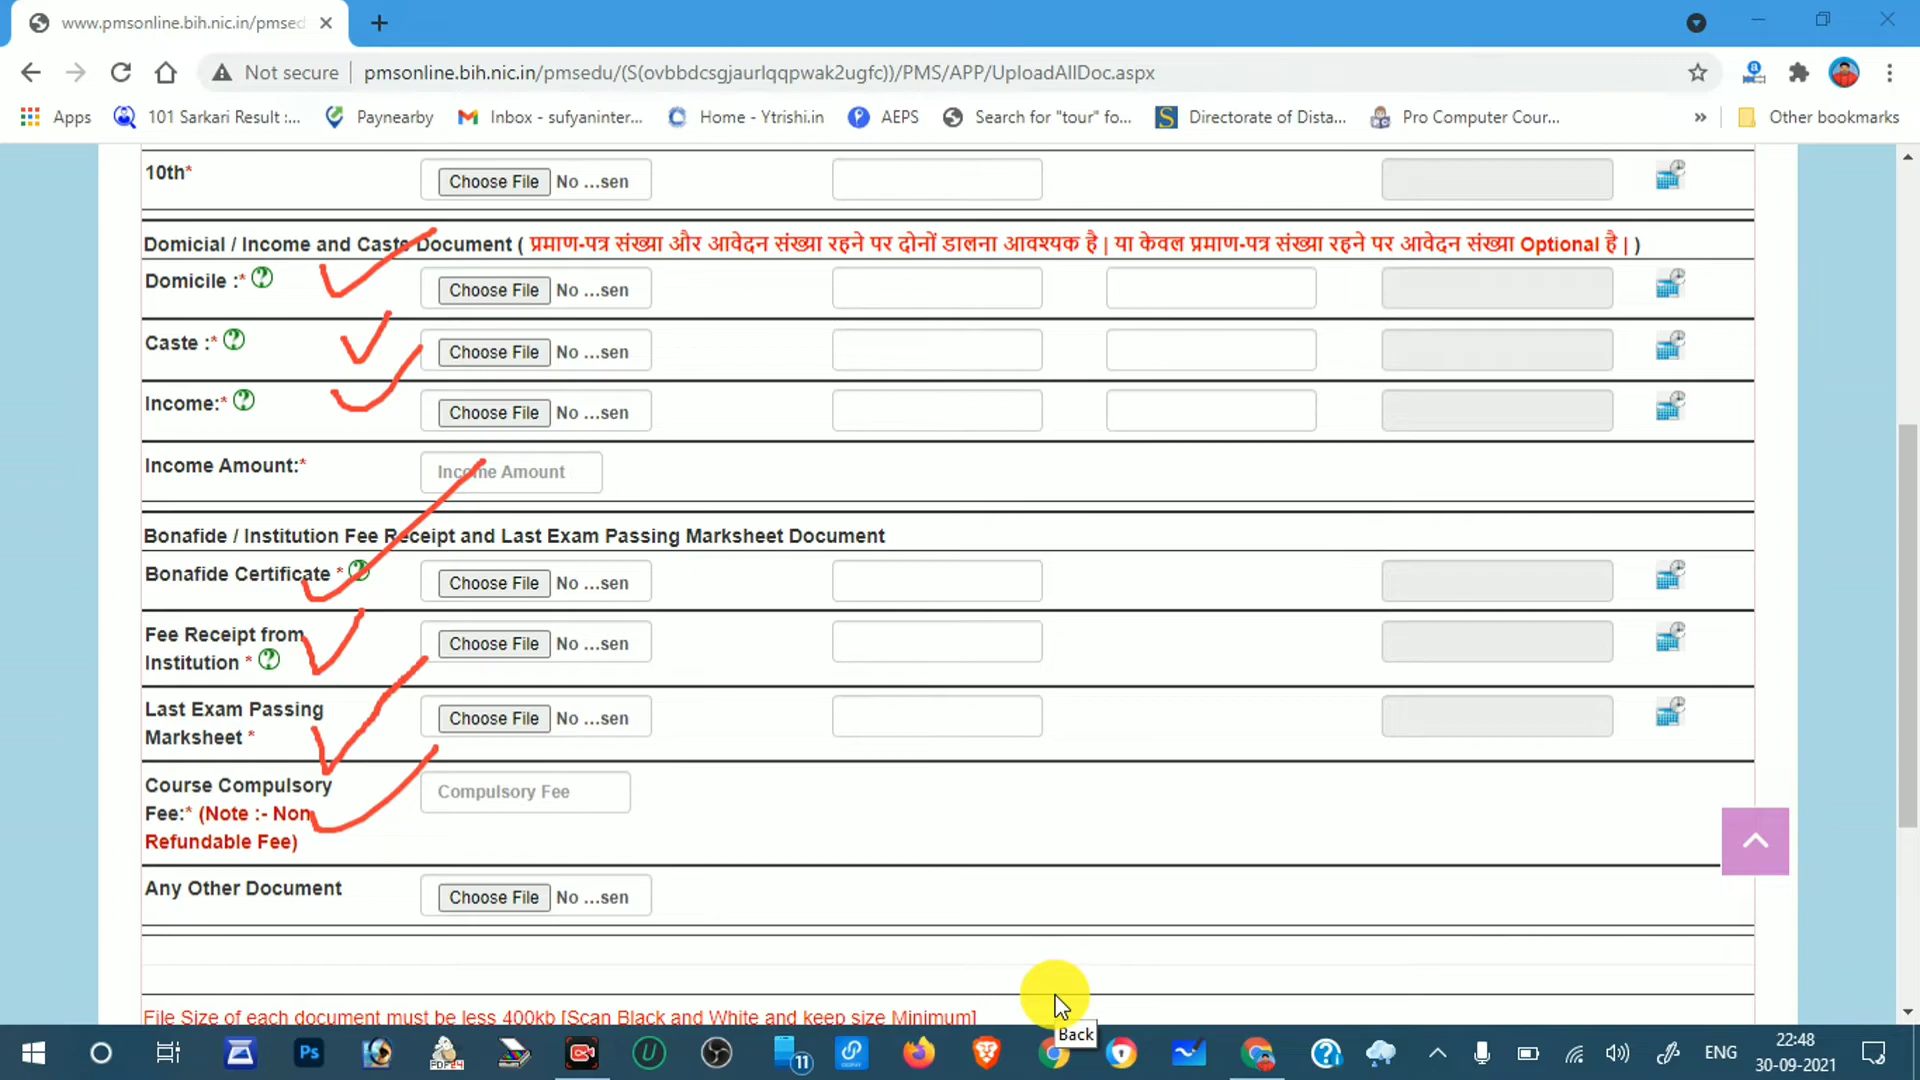 www.pmsonline.bih.nic.in/pmsed
Not secure
pmsonline.bih.nic.in/pmsedu/(S(ovbbdcsgjaurlqqpwak2ugfc))/PMS/APP/UploadAllDoc.aspx
Apps 101 Sarkari Result :... Paynearby Inbox - sufyaninter... Home - Ytrishi.in AEPS Search for "tour" fo... Directorate of Dista... Pro Computer Cour... » Other bookmarks
10th* Choose File No ...sen
Domicial / Income and Caste Document ( प्रमाण-पत्र संख्या और आवेदन संख्या रहने पर दोनों डालना आवश्यक है | या केवल प्रमाण-पत्र संख्या रहने पर आवेदन संख्या Optional है | )
Domicile :* Choose File No ...sen
Caste :* Choose File No ...sen
Income:* Choose File No ...sen
Income Amount:* Income Amount
Bonafide / Institution Fee Receipt and Last Exam Passing Marksheet Document
Bonafide Certificate * Choose File No ...sen
Fee Receipt from
Institution * Choose File No ...sen
Last Exam Passing
Marksheet * Choose File No ...sen
Course Compulsory
Fee:* (Note :- Non
Refundable Fee) Compulsory Fee
Any Other Document Choose File No ...sen
File Size of each document must be less 400kb [Scan Black and White and keep size Minimum]
Back
Ps
PDF24
11
ENG
22:48
30-09-2021